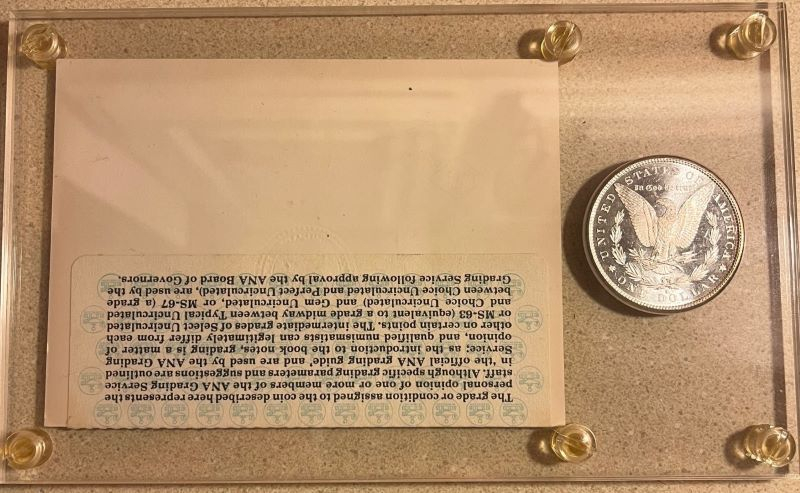 The grade or condition assigned to the coin described here represents the
personal opinion of one or more members of the ANA Grading Service
staff. Although specific grading parameters and suggestions are outlined
in "the official ANA grading guide" and are used by the ANA Grading
Service; as the introduction to the book notes, grading is a matter of
opinion, and qualified numismatists can legitimately differ from each
other on certain points. The intermediate grades of Select Uncirculated
or MS-63 (equivalent to a grade midway between Typical Uncirculated
and Choice Uncirculated) and Gem Uncirculated, or MS-67 (a grade
between Choice Uncirculated and Perfect Uncirculated), are used by the
Grading Service following approval by the ANA Board of Governors.
UNITED STATES OF AMERICA
In God we trust
ONE DOLLAR